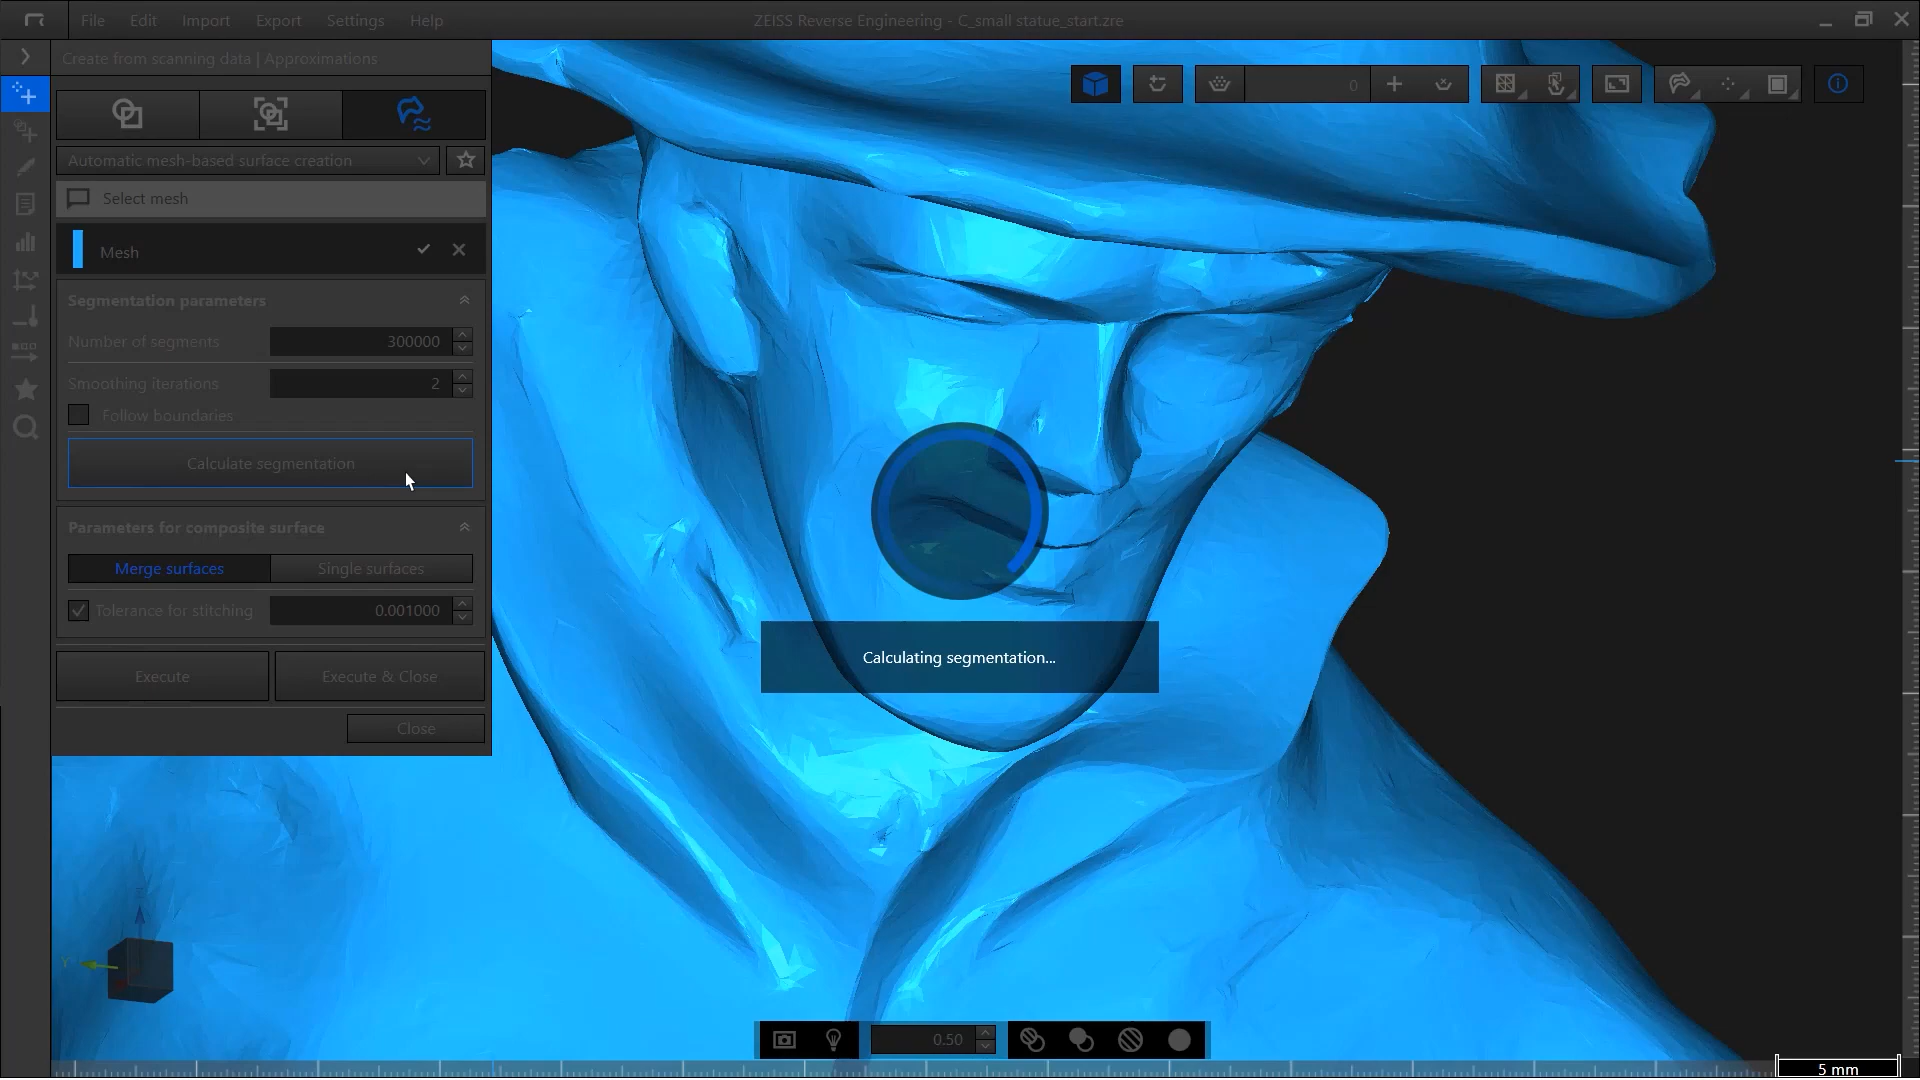 File Edit Import Export Settings Help
ZEISS Reverse Engineering - C_small statue_start.zre
Create from scanning data | Approximations
0
Automatic mesh-based surface creation
Select mesh
Mesh
Segmentation parameters
Number of segments 300000
Smoothing iterations 2
Follow boundaries
Calculate segmentation
Parameters for composite surface
Merge surfaces Single surfaces
Tolerance for stitching 0.001000
Execute Execute & Close
Close
Calculating segmentation...
Z
Y
0.50
5 mm